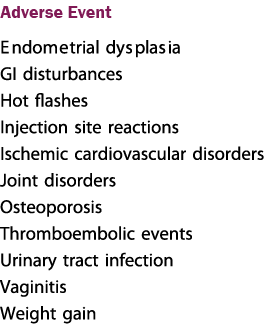 Adverse Event
Endometrial dysplasia
GI disturbances
Hot flashes
Injection site reactions
Ischemic cardiovascular disorders
Joint disorders
Osteoporosis
Thromboembolic events
Urinary tract infection
Vaginitis
Weight gain